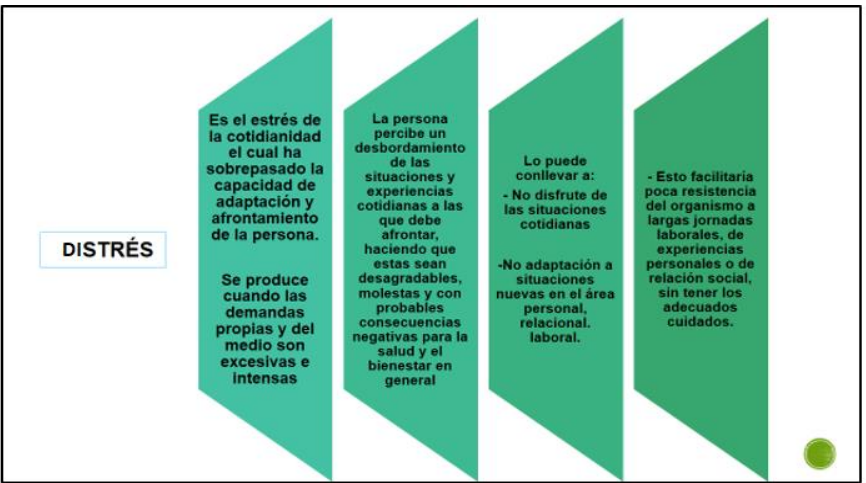 DISTRÉS
Es el estrés de
la cotidianidad
el cual ha
sobrepasado la
capacidad de
adaptación y
afrontamiento
de la persona.
Se produce
cuando las
demandas
propias y del
medio son
excesivas e
intensas
La persona
percibe un
desbordamiento
de las
situaciones y
experiencias
cotidianas a las
que debe
afrontar,
haciendo que
estas sean
desagradables,
molestas y con
probables
consecuencias
negativas para la
salud y el
bienestar en
general
Lo puede
conllevar a:
- No disfrute de
las situaciones
cotidianas
-No adaptación a
situaciones
nuevas en el área
personal,
relacional.
laboral.
- Esto facilitaría
poca resistencia
del organismo a
largas jornadas
laborales, de
experiencias
personales o de
relación social,
sin tener los
adecuados
cuidados.